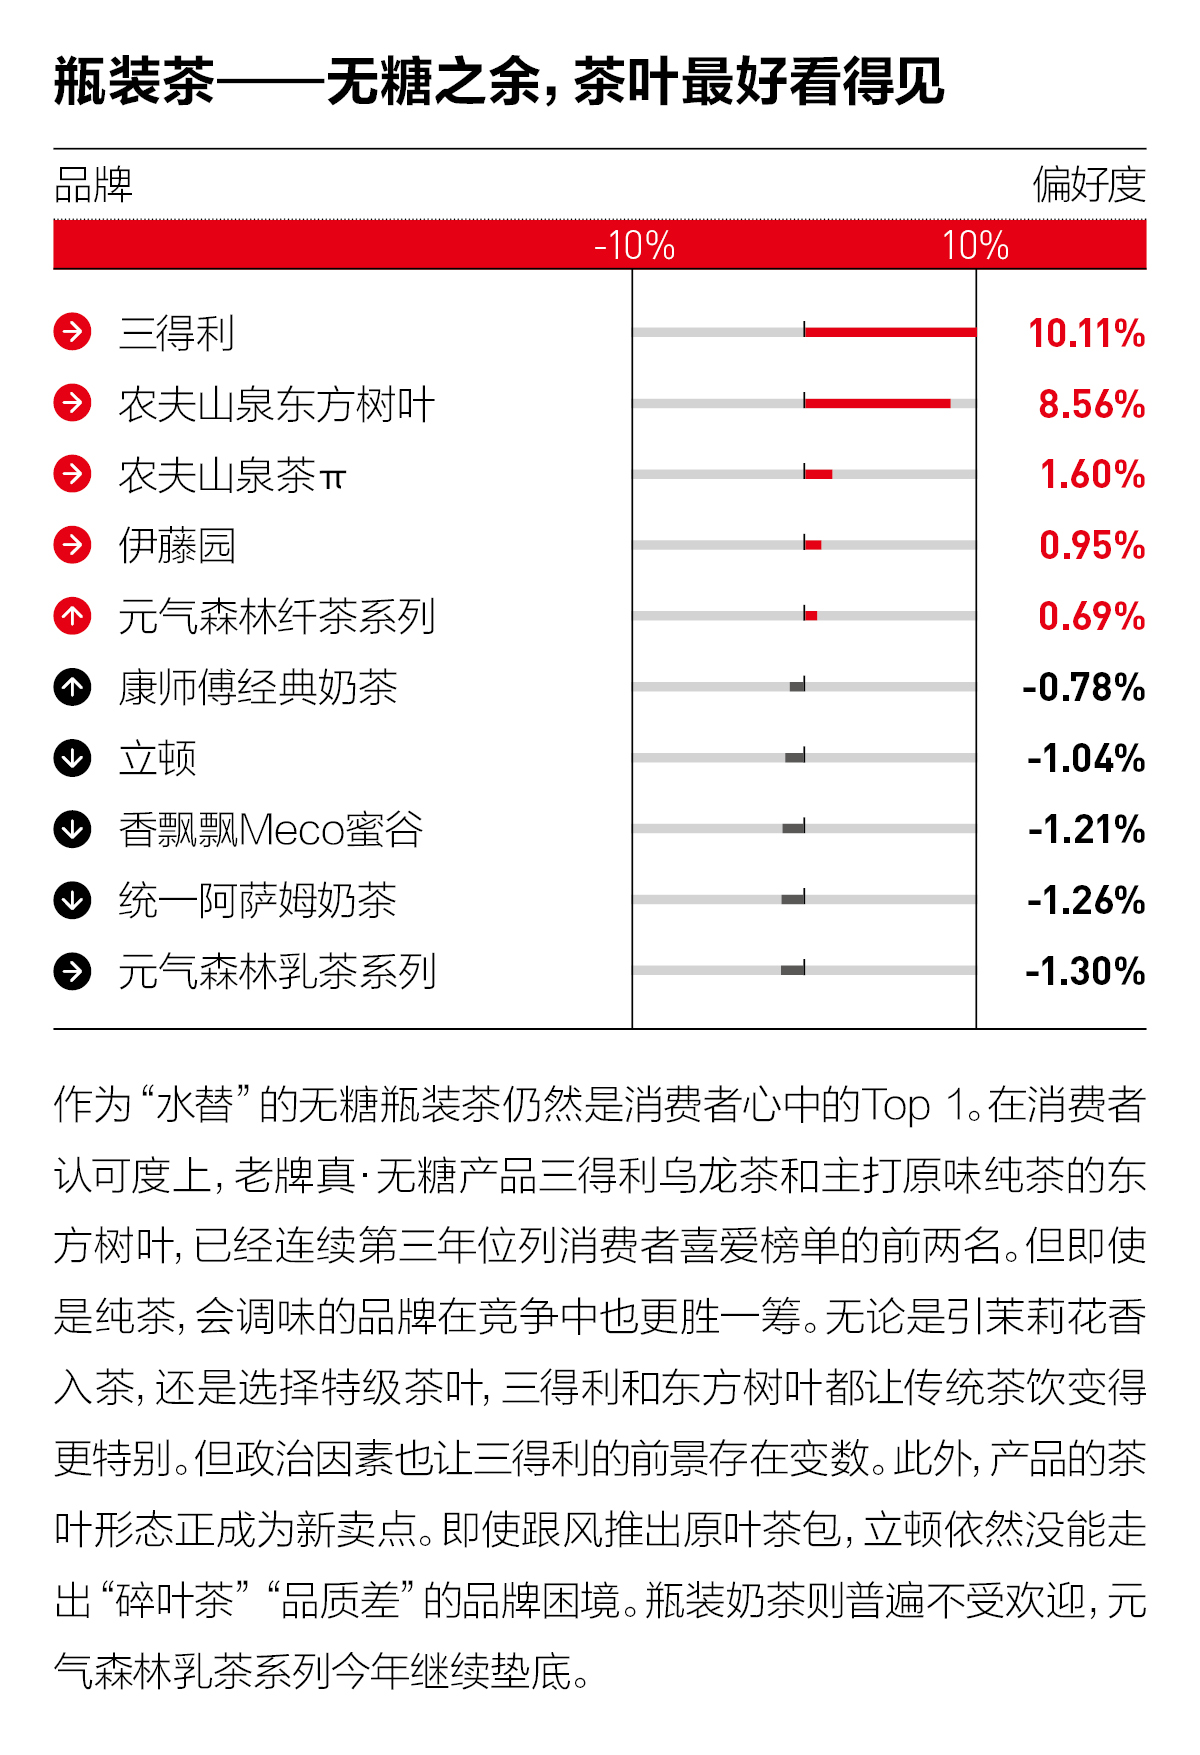 瓶装茶——无糖之余，茶叶最好看得见
品牌 偏好度
-10% 10%
三得利 10.11%
农夫山泉东方树叶 8.56%
农夫山泉茶π 1.60%
伊藤园 0.95%
元气森林纤茶系列 0.69%
康师傅经典奶茶 -0.78%
立顿 -1.04%
香飘飘Meco蜜谷 -1.21%
统一阿萨姆奶茶 -1.26%
元气森林乳茶系列 -1.30%
作为“水替”的无糖瓶装茶仍然是消费者心中的Top 1。在消费者
认可度上，老牌真·无糖产品三得利乌龙茶和主打原味纯茶的东
方树叶，已经连续第三年位列消费者喜爱榜单的前两名。但即使
是纯茶，会调味的品牌在竞争中也更胜一筹。无论是引茉莉花香
入茶，还是选择特级茶叶，三得利和东方树叶都让传统茶饮变得
更特别。但政治因素也让三得利的前景存在变数。此外，产品的茶
叶形态正成为新卖点。即使跟风推出原叶茶包，立顿依然没能走
出“碎叶茶”“品质差”的品牌困境。瓶装奶茶则普遍不受欢迎，元
气森林乳茶系列今年继续垫底。